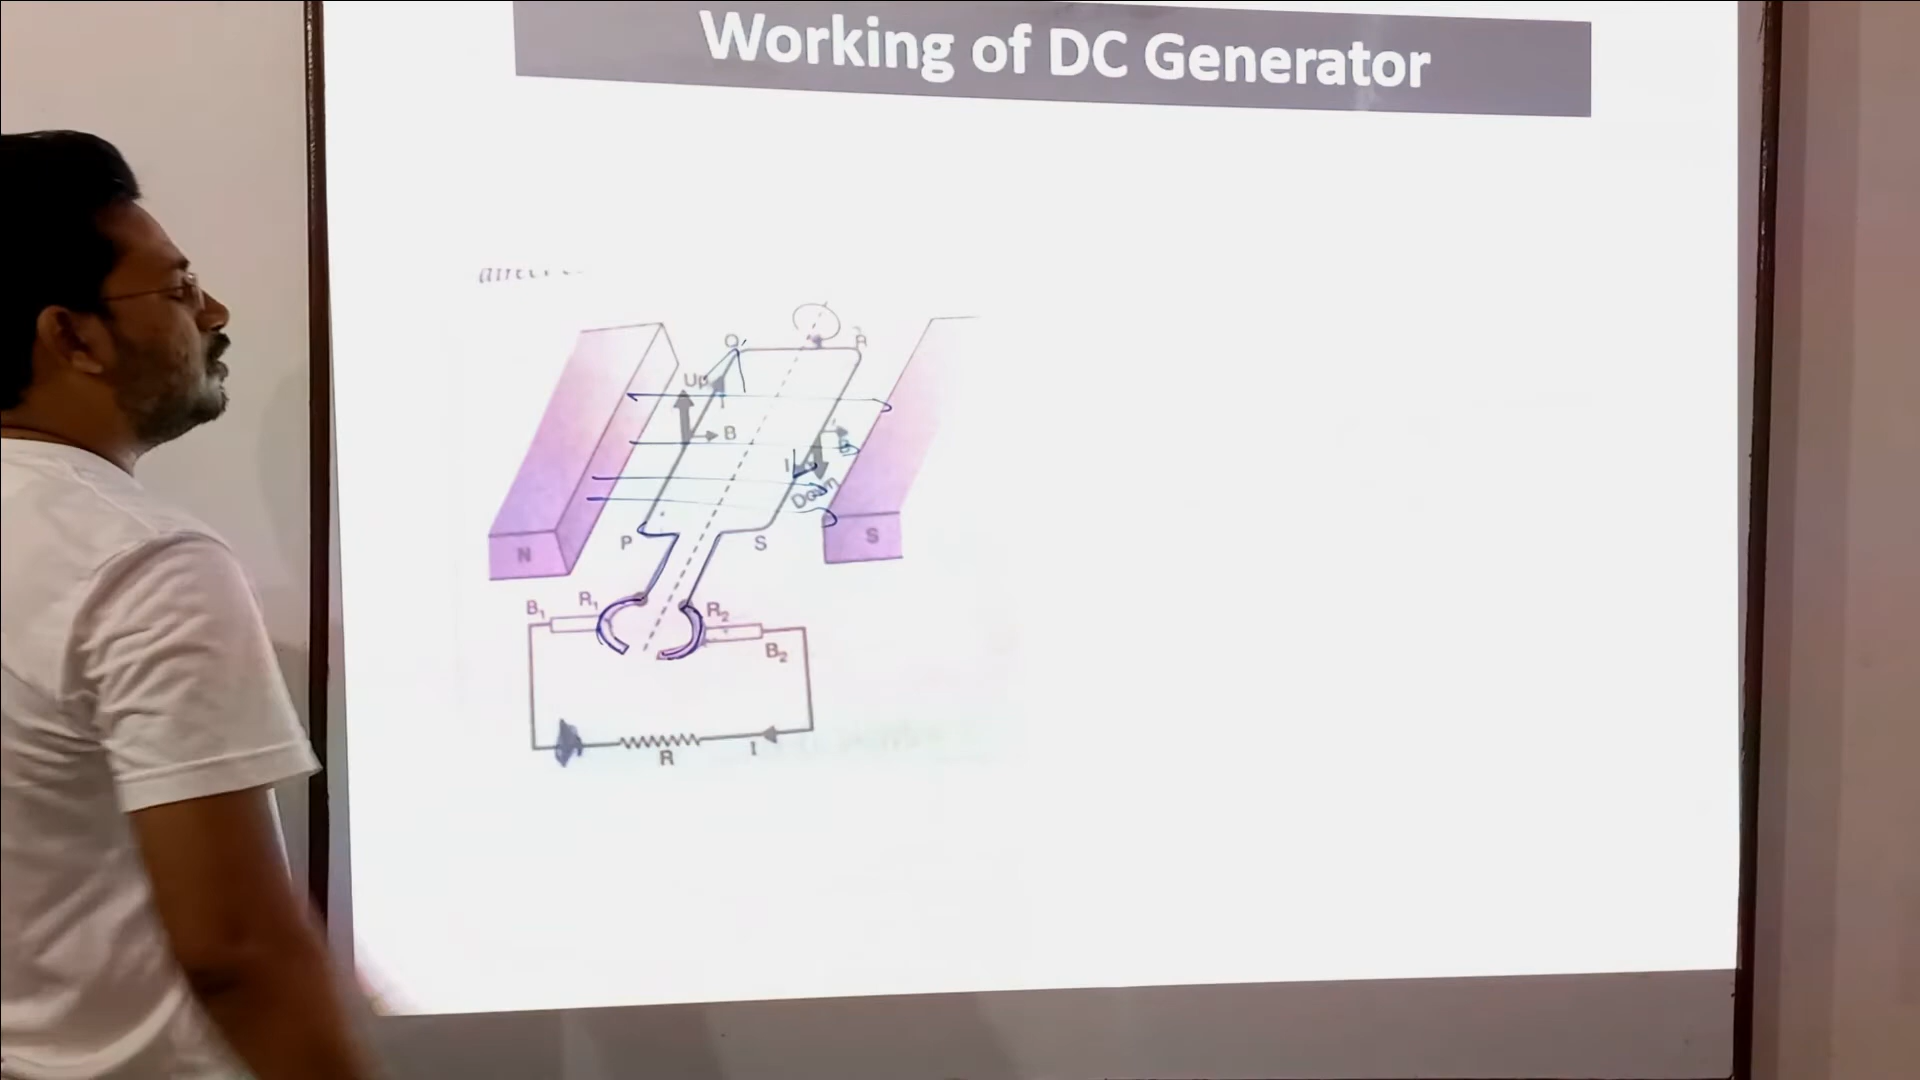 Working of DC Generator
Q
R
Up
B
B
I
Down
P
S
N
S
B₁
R₁
R₂
B₂
R
I